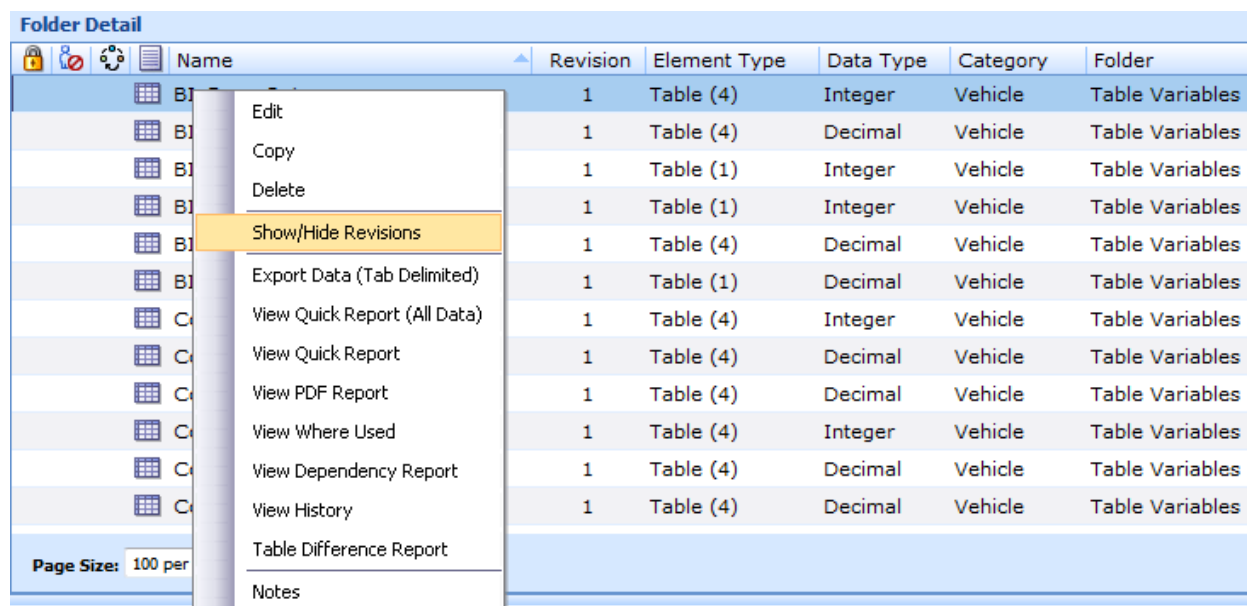 Folder Detail
Name Revision Element Type Data Type Category Folder
1 Table (4) Integer Vehicle Table Variables
1 Table (4) Decimal Vehicle Table Variables
1 Table (1) Integer Vehicle Table Variables
1 Table (1) Integer Vehicle Table Variables
1 Table (4) Decimal Vehicle Table Variables
1 Table (1) Decimal Vehicle Table Variables
1 Table (4) Integer Vehicle Table Variables
1 Table (4) Decimal Vehicle Table Variables
1 Table (4) Decimal Vehicle Table Variables
1 Table (4) Integer Vehicle Table Variables
1 Table (4) Decimal Vehicle Table Variables
1 Table (4) Decimal Vehicle Table Variables
Edit
Copy
Delete
Show/Hide Revisions
Export Data (Tab Delimited)
View Quick Report (All Data)
View Quick Report
View PDF Report
View Where Used
View Dependency Report
View History
Table Difference Report
Notes
Page Size: 100 per